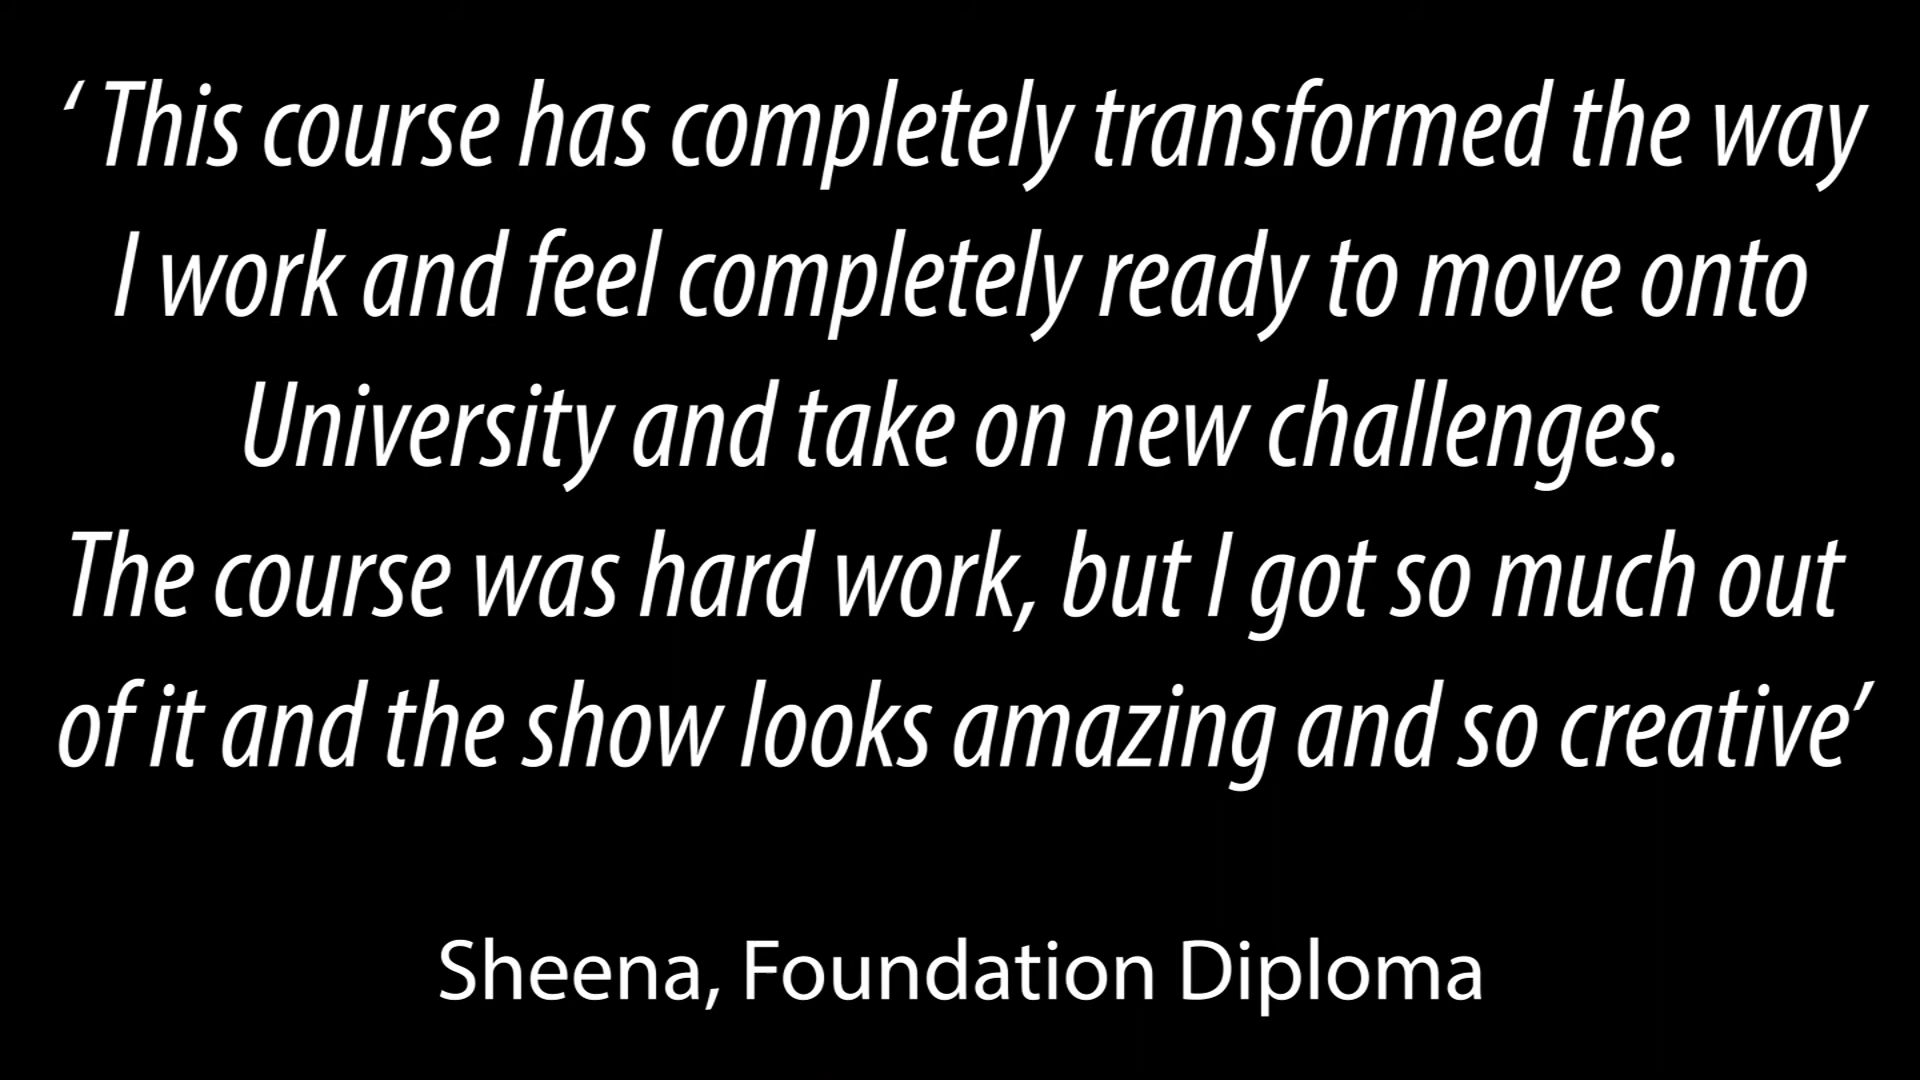 ‘ This course has completely transformed the way
I work and feel completely ready to move onto
University and take on new challenges.
The course was hard work, but I got so much out
of it and the show looks amazing and so creative’
Sheena, Foundation Diploma